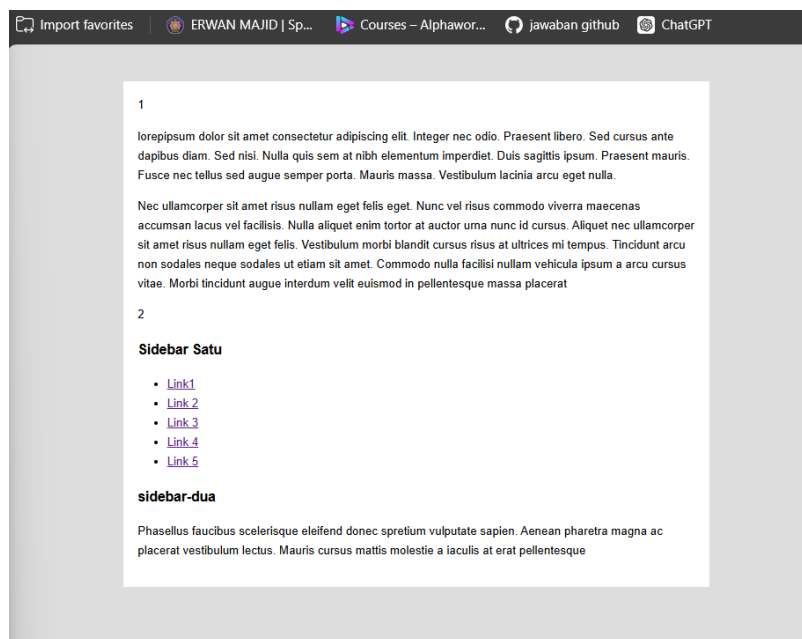 Import favorites
ERWAN MAJID | Sp...
Courses – Alphawor...
jawaban github
ChatGPT
1
lorepipsum dolor sit amet consectetur adipiscing elit. Integer nec odio. Praesent libero. Sed cursus ante
dapibus diam. Sed nisi. Nulla quis sem at nibh elementum imperdiet. Duis sagittis ipsum. Praesent mauris.
Fusce nec tellus sed augue semper porta. Mauris massa. Vestibulum lacinia arcu eget nulla.
Nec ullamcorper sit amet risus nullam eget felis eget. Nunc vel risus commodo viverra maecenas
accumsan lacus vel facilisis. Nulla aliquet enim tortor at auctor urna nunc id cursus. Aliquet nec ullamcorper
sit amet risus nullam eget felis. Vestibulum morbi blandit cursus risus at ultrices mi tempus. Tincidunt arcu
non sodales neque sodales ut etiam sit amet. Commodo nulla facilisi nullam vehicula ipsum a arcu cursus
vitae. Morbi tincidunt augue interdum velit euismod in pellentesque massa placerat
2
Sidebar Satu
Link1
Link 2
Link 3
Link 4
Link 5
sidebar-dua
Phasellus faucibus scelerisque eleifend donec spretium vulputate sapien. Aenean pharetra magna ac
placerat vestibulum lectus. Mauris cursus mattis molestie a iaculis at erat pellentesque